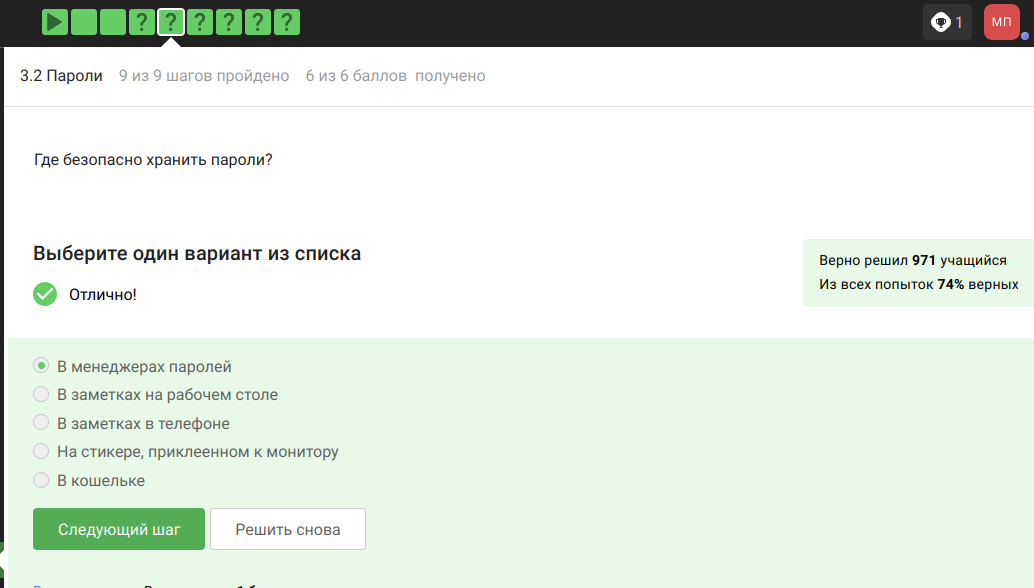 ? ? ? ? ? ?
1
МП
3.2 Пароли 9 из 9 шагов пройдено 6 из 6 баллов получено
Где безопасно хранить пароли?
Выберите один вариант из списка
Верно решил 971 учащийся
Из всех попыток 74% верных
Отлично!
В менеджерах паролей
В заметках на рабочем столе
В заметках в телефоне
На стикере, приклеенном к монитору
В кошельке
Следующий шаг Решить снова